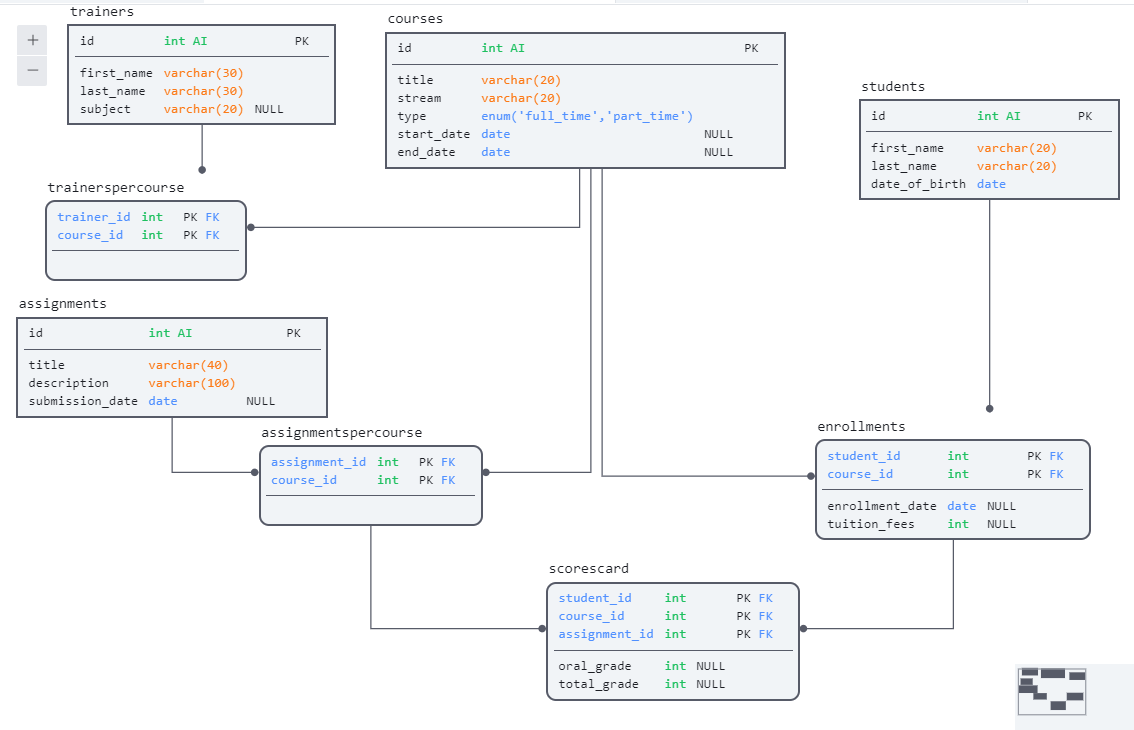 trainers
id int AI PK
first_name varchar(30)
last_name varchar(30)
subject varchar(20) NULL
courses
id int AI PK
title varchar(20)
stream varchar(20)
type enum('full_time','part_time')
start_date date NULL
end_date date NULL
students
id int AI PK
first_name varchar(20)
last_name varchar(20)
date_of_birth date
trainerspercourse
trainer_id int PK FK
course_id int PK FK
assignments
id int AI PK
title varchar(40)
description varchar(100)
submission_date date NULL
assignmentspercourse
assignment_id int PK FK
course_id int PK FK
enrollments
student_id int PK FK
course_id int PK FK
enrollment_date date NULL
tuition_fees int NULL
scorescard
student_id int PK FK
course_id int PK FK
assignment_id int PK FK
oral_grade int NULL
total_grade int NULL